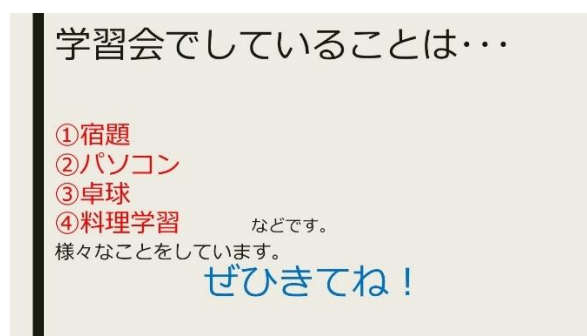 学習会でしていることは･･･
①宿題
②パソコン
③卓球
④料理学習　などです。
様々なことをしています。
ぜひきてね！